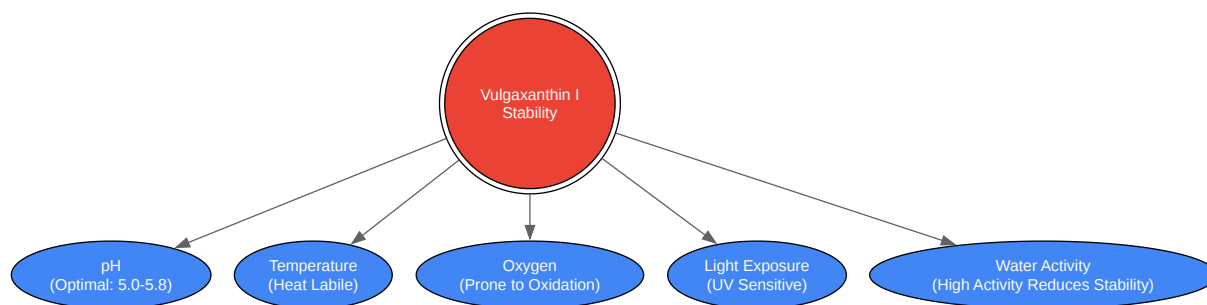 Vulgaxanthin I
Stability
pH
(Optimal: 5.0-5.8)
Temperature
(Heat Labile)
Oxygen
(Prone to Oxidation)
Light Exposure
(UV Sensitive)
Water Activity
(High Activity Reduces Stability)